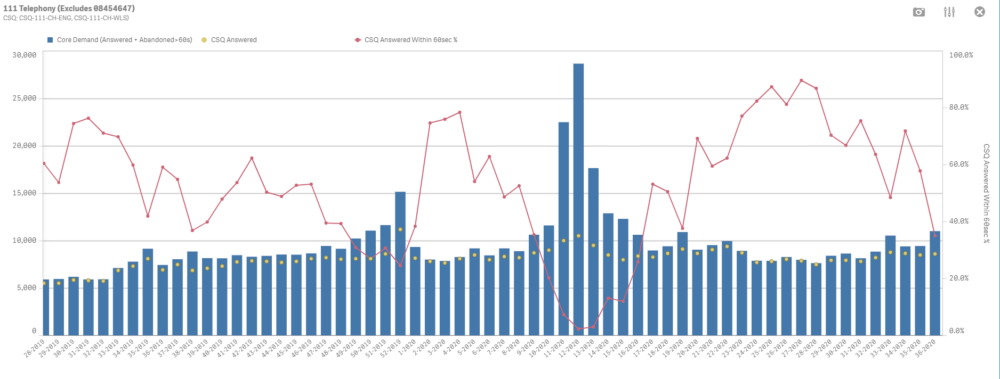 111 Telephony (Excludes 08454647)
CSQ: CSQ-111-CH-ENG, CSQ-111-CH-WLS)
Core Demand (Answered + Abandoned>60s) CSQ Answered CSQ Answered Within 60sec %
30,000 100.0%
25,000
80.0%
20,000
60.0%
15,000
40.0%
10,000
20.0%
5,000
0 0.0%
CSQ Answered Within 60sec %
28-2019 29-2019 30-2019 31-2019 32-2019 33-2019 34-2019 35-2019 36-2019 37-2019 38-2019 39-2019 40-2019 41-2019 42-2019 43-2019 44-2019 45-2019 46-2019 47-2019 48-2019 49-2019 50-2019 51-2019 52-2019 1-2020 2-2020 3-2020 4-2020 5-2020 6-2020 7-2020 8-2020 9-2020 10-2020 11-2020 12-2020 13-2020 14-2020 15-2020 16-2020 17-2020 18-2020 19-2020 20-2020 21-2020 22-2020 23-2020 24-2020 25-2020 26-2020 27-2020 28-2020 29-2020 30-2020 31-2020 32-2020 33-2020 34-2020 35-2020 36-2020